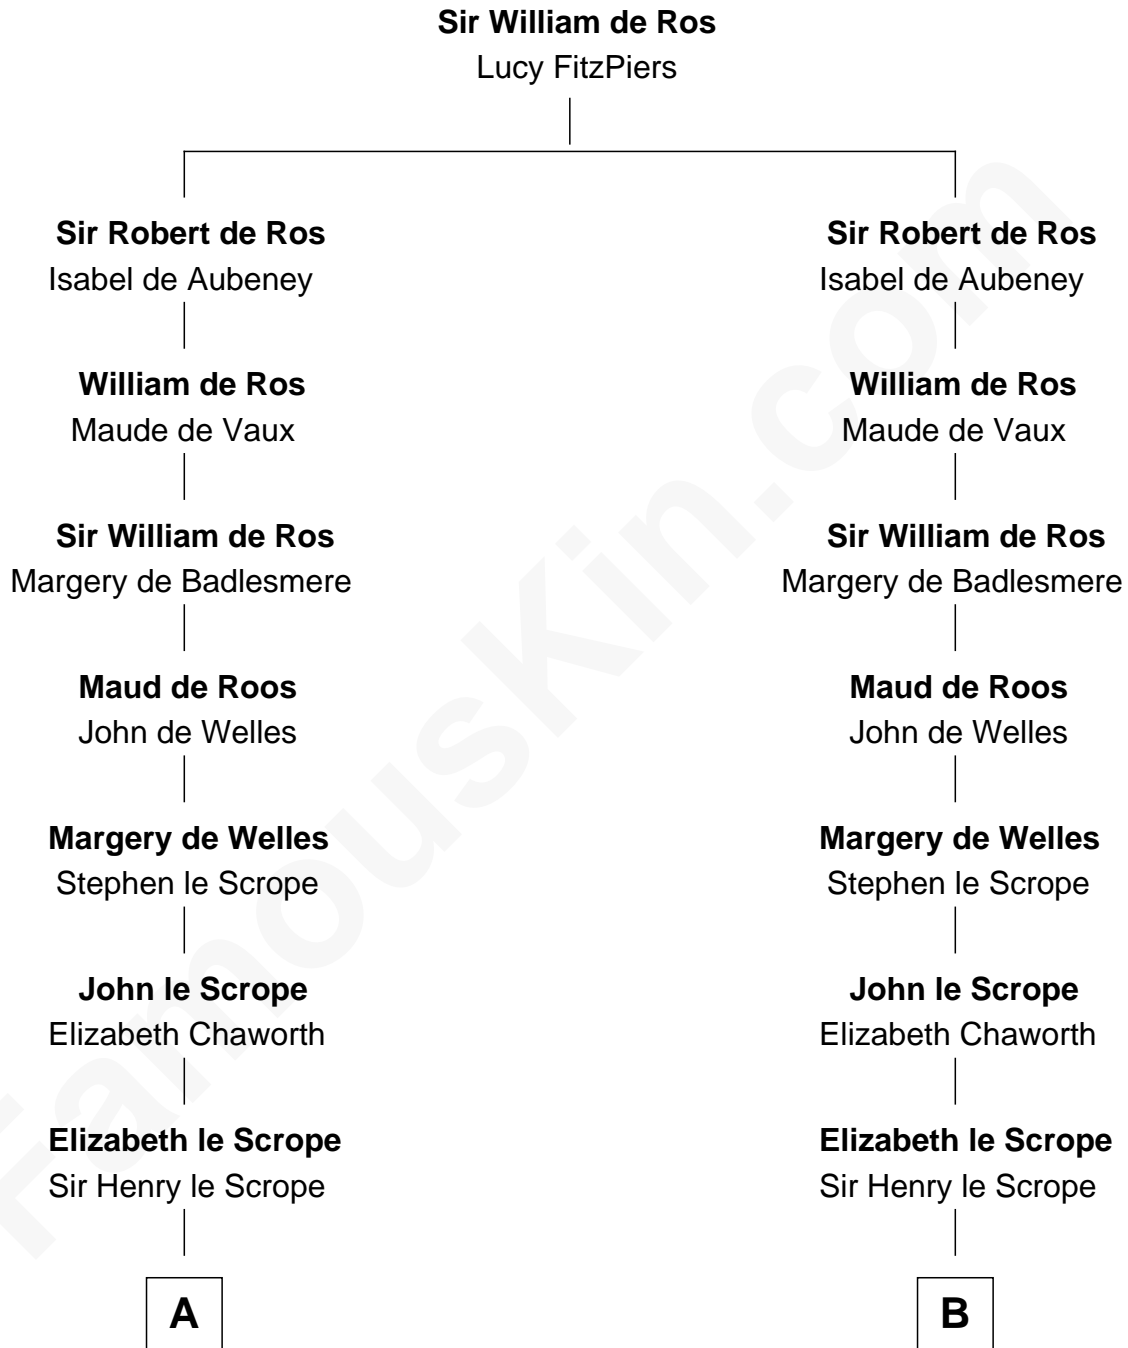 Sir William de Ros
Lucy FitzPiers
Sir Robert de Ros
Isabel de Aubeney
William de Ros
Maude de Vaux
Sir William de Ros
Margery de Badlesmere
Maud de Roos
John de Welles
Margery de Welles
Stephen le Scrope
John le Scrope
Elizabeth Chaworth
Elizabeth le Scrope
Sir Henry le Scrope
A
Sir Robert de Ros
Isabel de Aubeney
William de Ros
Maude de Vaux
Sir William de Ros
Margery de Badlesmere
Maud de Roos
John de Welles
Margery de Welles
Stephen le Scrope
John le Scrope
Elizabeth Chaworth
Elizabeth le Scrope
Sir Henry le Scrope
B
FamousKin.com